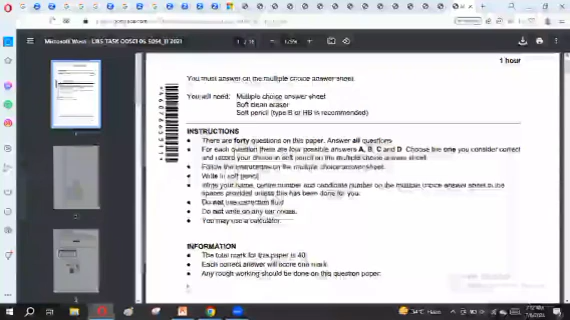 1 hour
You must answer on the multiple choice answer sheet.
You will need: Multiple choice answer sheet
Soft clean eraser
Soft pencil (type B or HB is recommended)
INSTRUCTIONS
There are forty questions on this paper. Answer all questions.
For each question there are four possible answers A, B, C and D. Choose the one you consider correct
and record your choice in soft pencil on the multiple choice answer sheet.
Follow the instructions on the multiple choice answer sheet.
Write in soft pencil.
Write your name, centre number and candidate number on the multiple choice answer sheet in the
spaces provided unless this has been done for you.
Do not use correction fluid.
Do not write on any bar codes.
You may use a calculator.
INFORMATION
The total mark for this paper is 40.
Each correct answer will score one mark.
Any rough working should be done on this question paper.